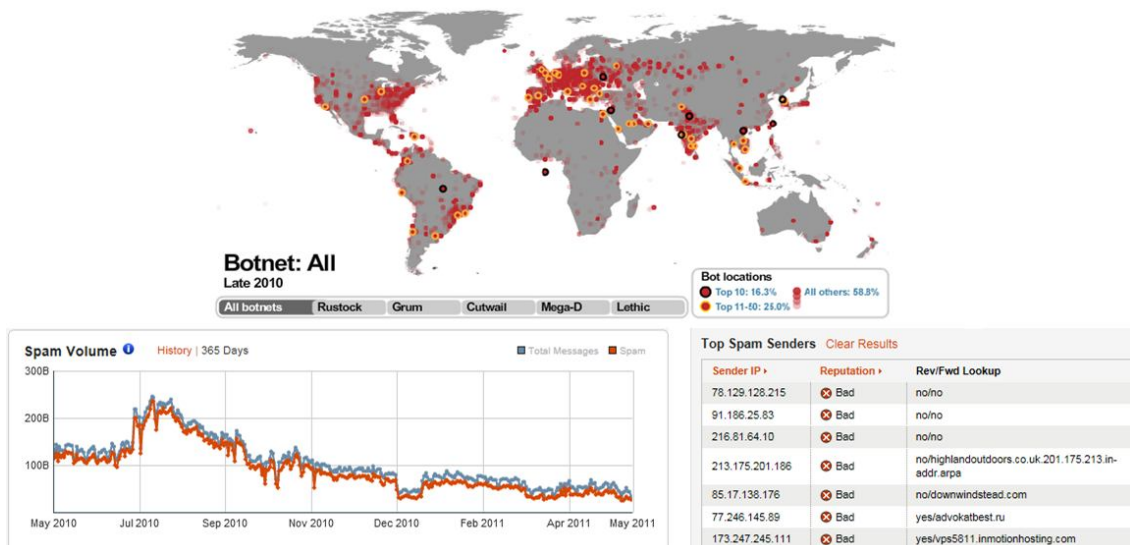 Botnet: All
Late 2010
All botnets
Rustock
Grum
Cutwail
Mega-D
Lethic
Bot locations
Top 10: 16.3%
All others: 58.8%
Top 11-50: 25.0%
Spam Volume
History | 365 Days
Total Messages
Spam
300B
200B
100B
May 2010
Jul 2010
Sep 2010
Nov 2010
Dec 2010
Feb 2011
Apr 2011
May 2011
Top Spam Senders Clear Results
Sender IP
Reputation
Rev/Fwd Lookup
78.129.128.215 Bad no/no
91.186.25.83 Bad no/no
216.81.64.10 Bad no/no
213.175.201.186 Bad no/highlandoutdoors.co.uk.201.175.213.in-
addr.arpa
85.17.138.176 Bad no/downwindstead.com
77.246.145.89 Bad yes/advokatbest.ru
173.247.245.111 Bad yes/vps5811.inmotionhosting.com